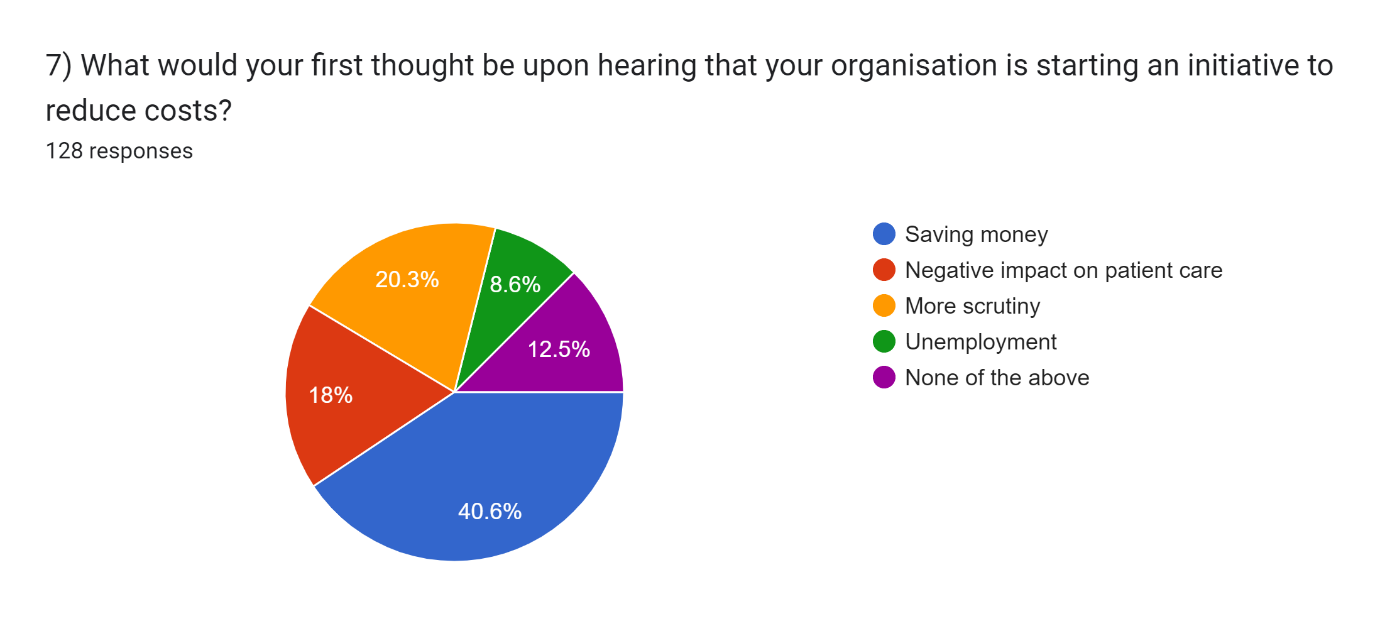 7) What would your first thought be upon hearing that your organisation is starting an initiative to
reduce costs?
128 responses
20.3%
8.6%
12.5%
18%
40.6%
Saving money
Negative impact on patient care
More scrutiny
Unemployment
None of the above